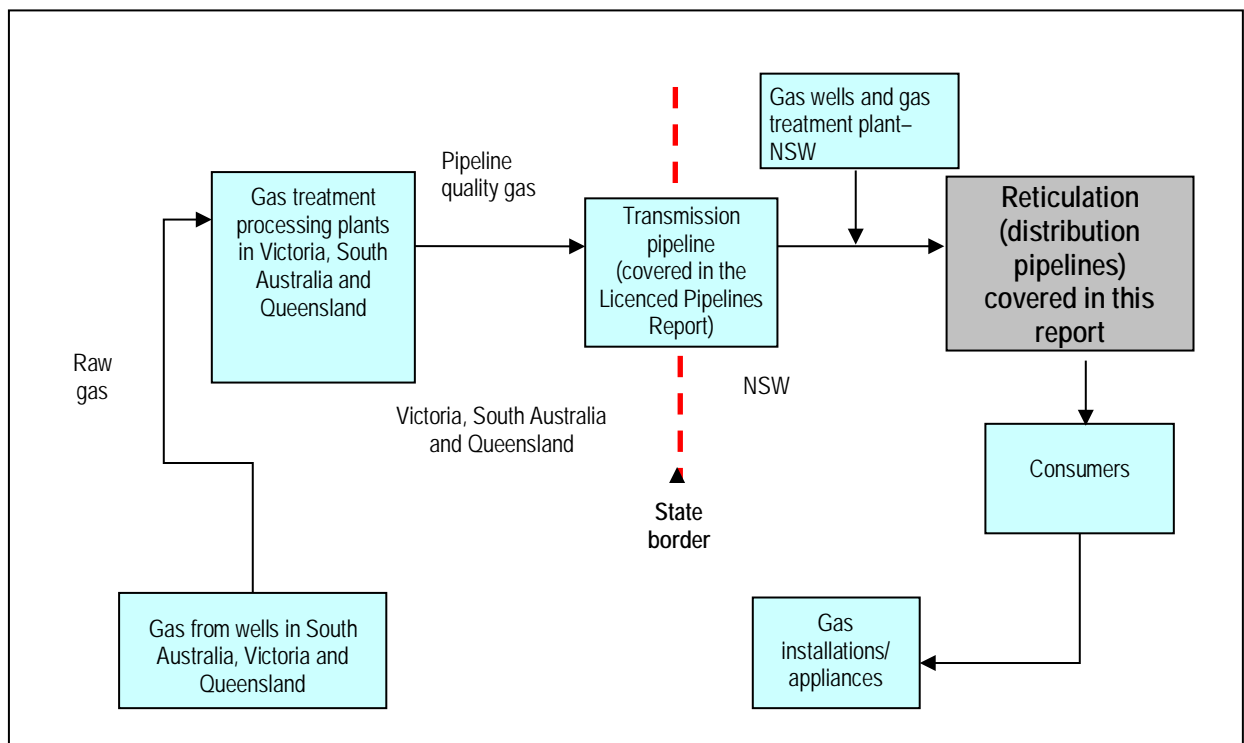 Gas wells and gas
treatment plant–
NSW
Pipeline
quality gas
Gas treatment
processing plants
in Victoria, South
Australia and
Queensland
Transmission
pipeline
(covered in the
Licenced Pipelines
Report)
Reticulation
(distribution
pipelines)
covered in this
report
Raw
gas
NSW
Victoria, South Australia
and Queensland
Consumers
State
border
Gas from wells in South
Australia, Victoria and
Queensland
Gas
installations/
appliances